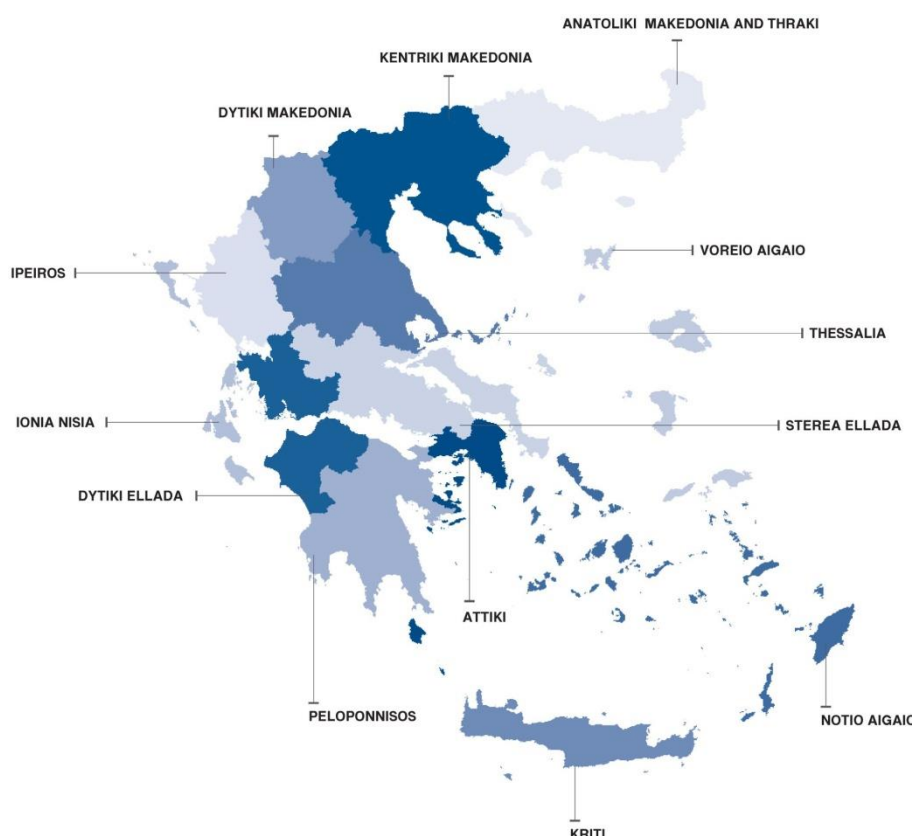 ANATOLIKI MAKEDONIA AND THRAKI
KENTRIKI MAKEDONIA
DYTIKI MAKEDONIA
VOREIO AIGAIO
IPEIROS
THESSALIA
IONIA NISIA
STEREA ELLADA
DYTIKI ELLADA
ATTIKI
PELOPONNISOS
NOTIO AIGAIO
KRITI